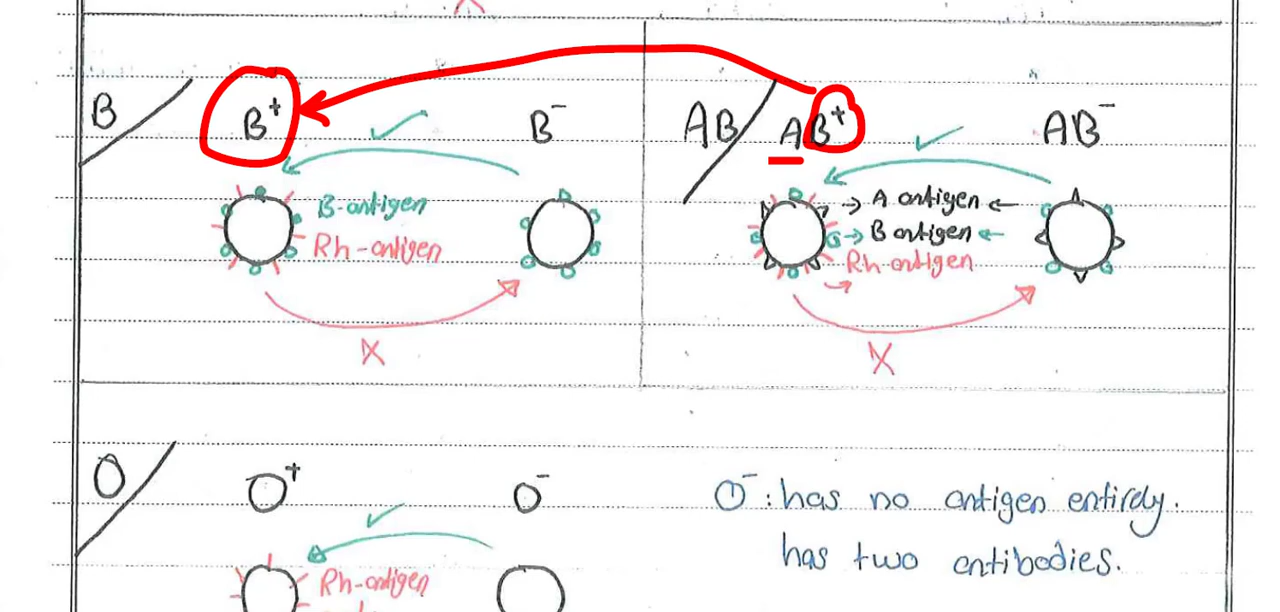 B
B⁺
B⁻
B-antigen
Rh-antigen
X
AB
AB⁺
AB⁻
→ A antigen ←
→ B antigen ←
Rh-antigen
→
X
O
O⁺
O⁻
Rh-antigen
O⁻: has no antigen entirely.
has two antibodies.